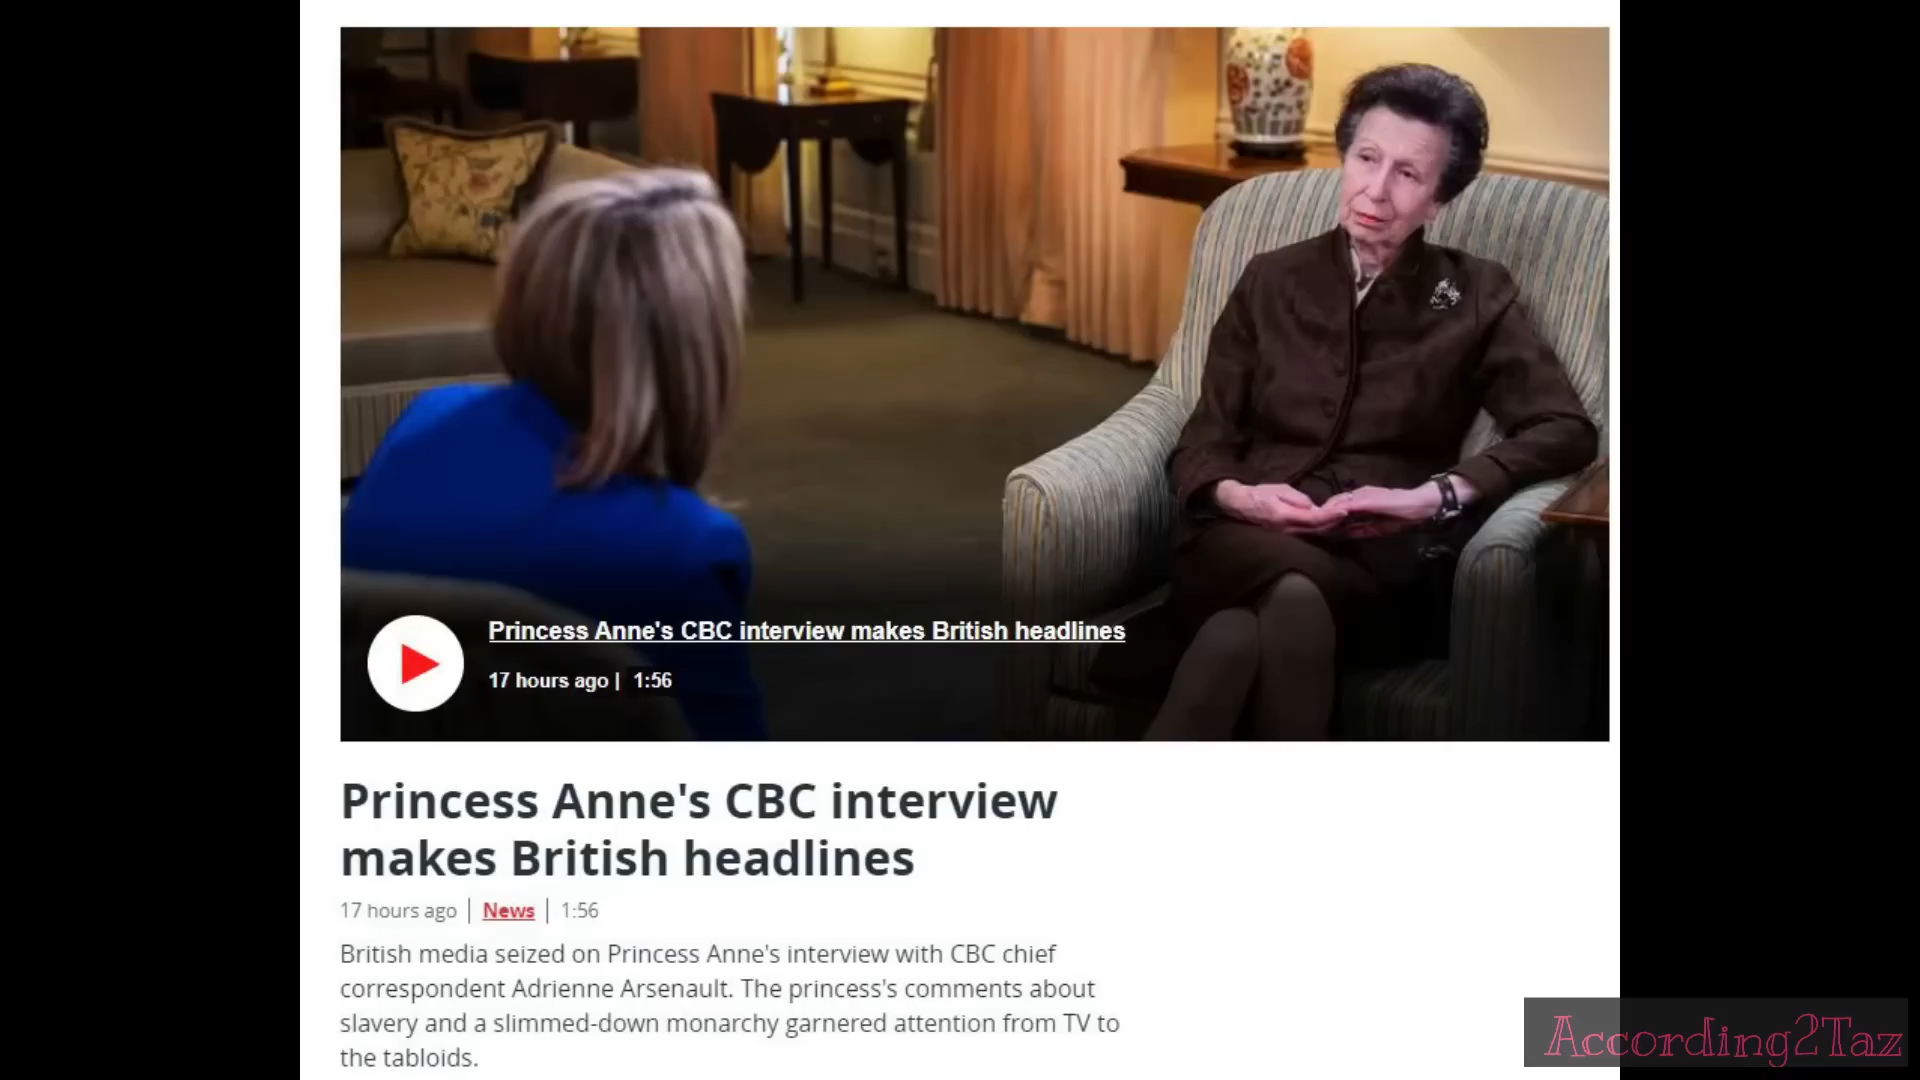 Princess Anne's CBC interview makes British headlines
17 hours ago | 1:56
Princess Anne's CBC interview
makes British headlines
17 hours ago | News | 1:56
British media seized on Princess Anne's interview with CBC chief
correspondent Adrienne Arsenault. The princess's comments about
slavery and a slimmed-down monarchy garnered attention from TV to
the tabloids.
According2Taz